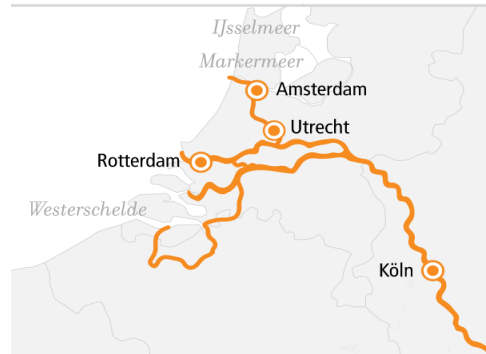 IJsselmeer
Markermeer
Amsterdam
Utrecht
Rotterdam
Westerschelde
Köln